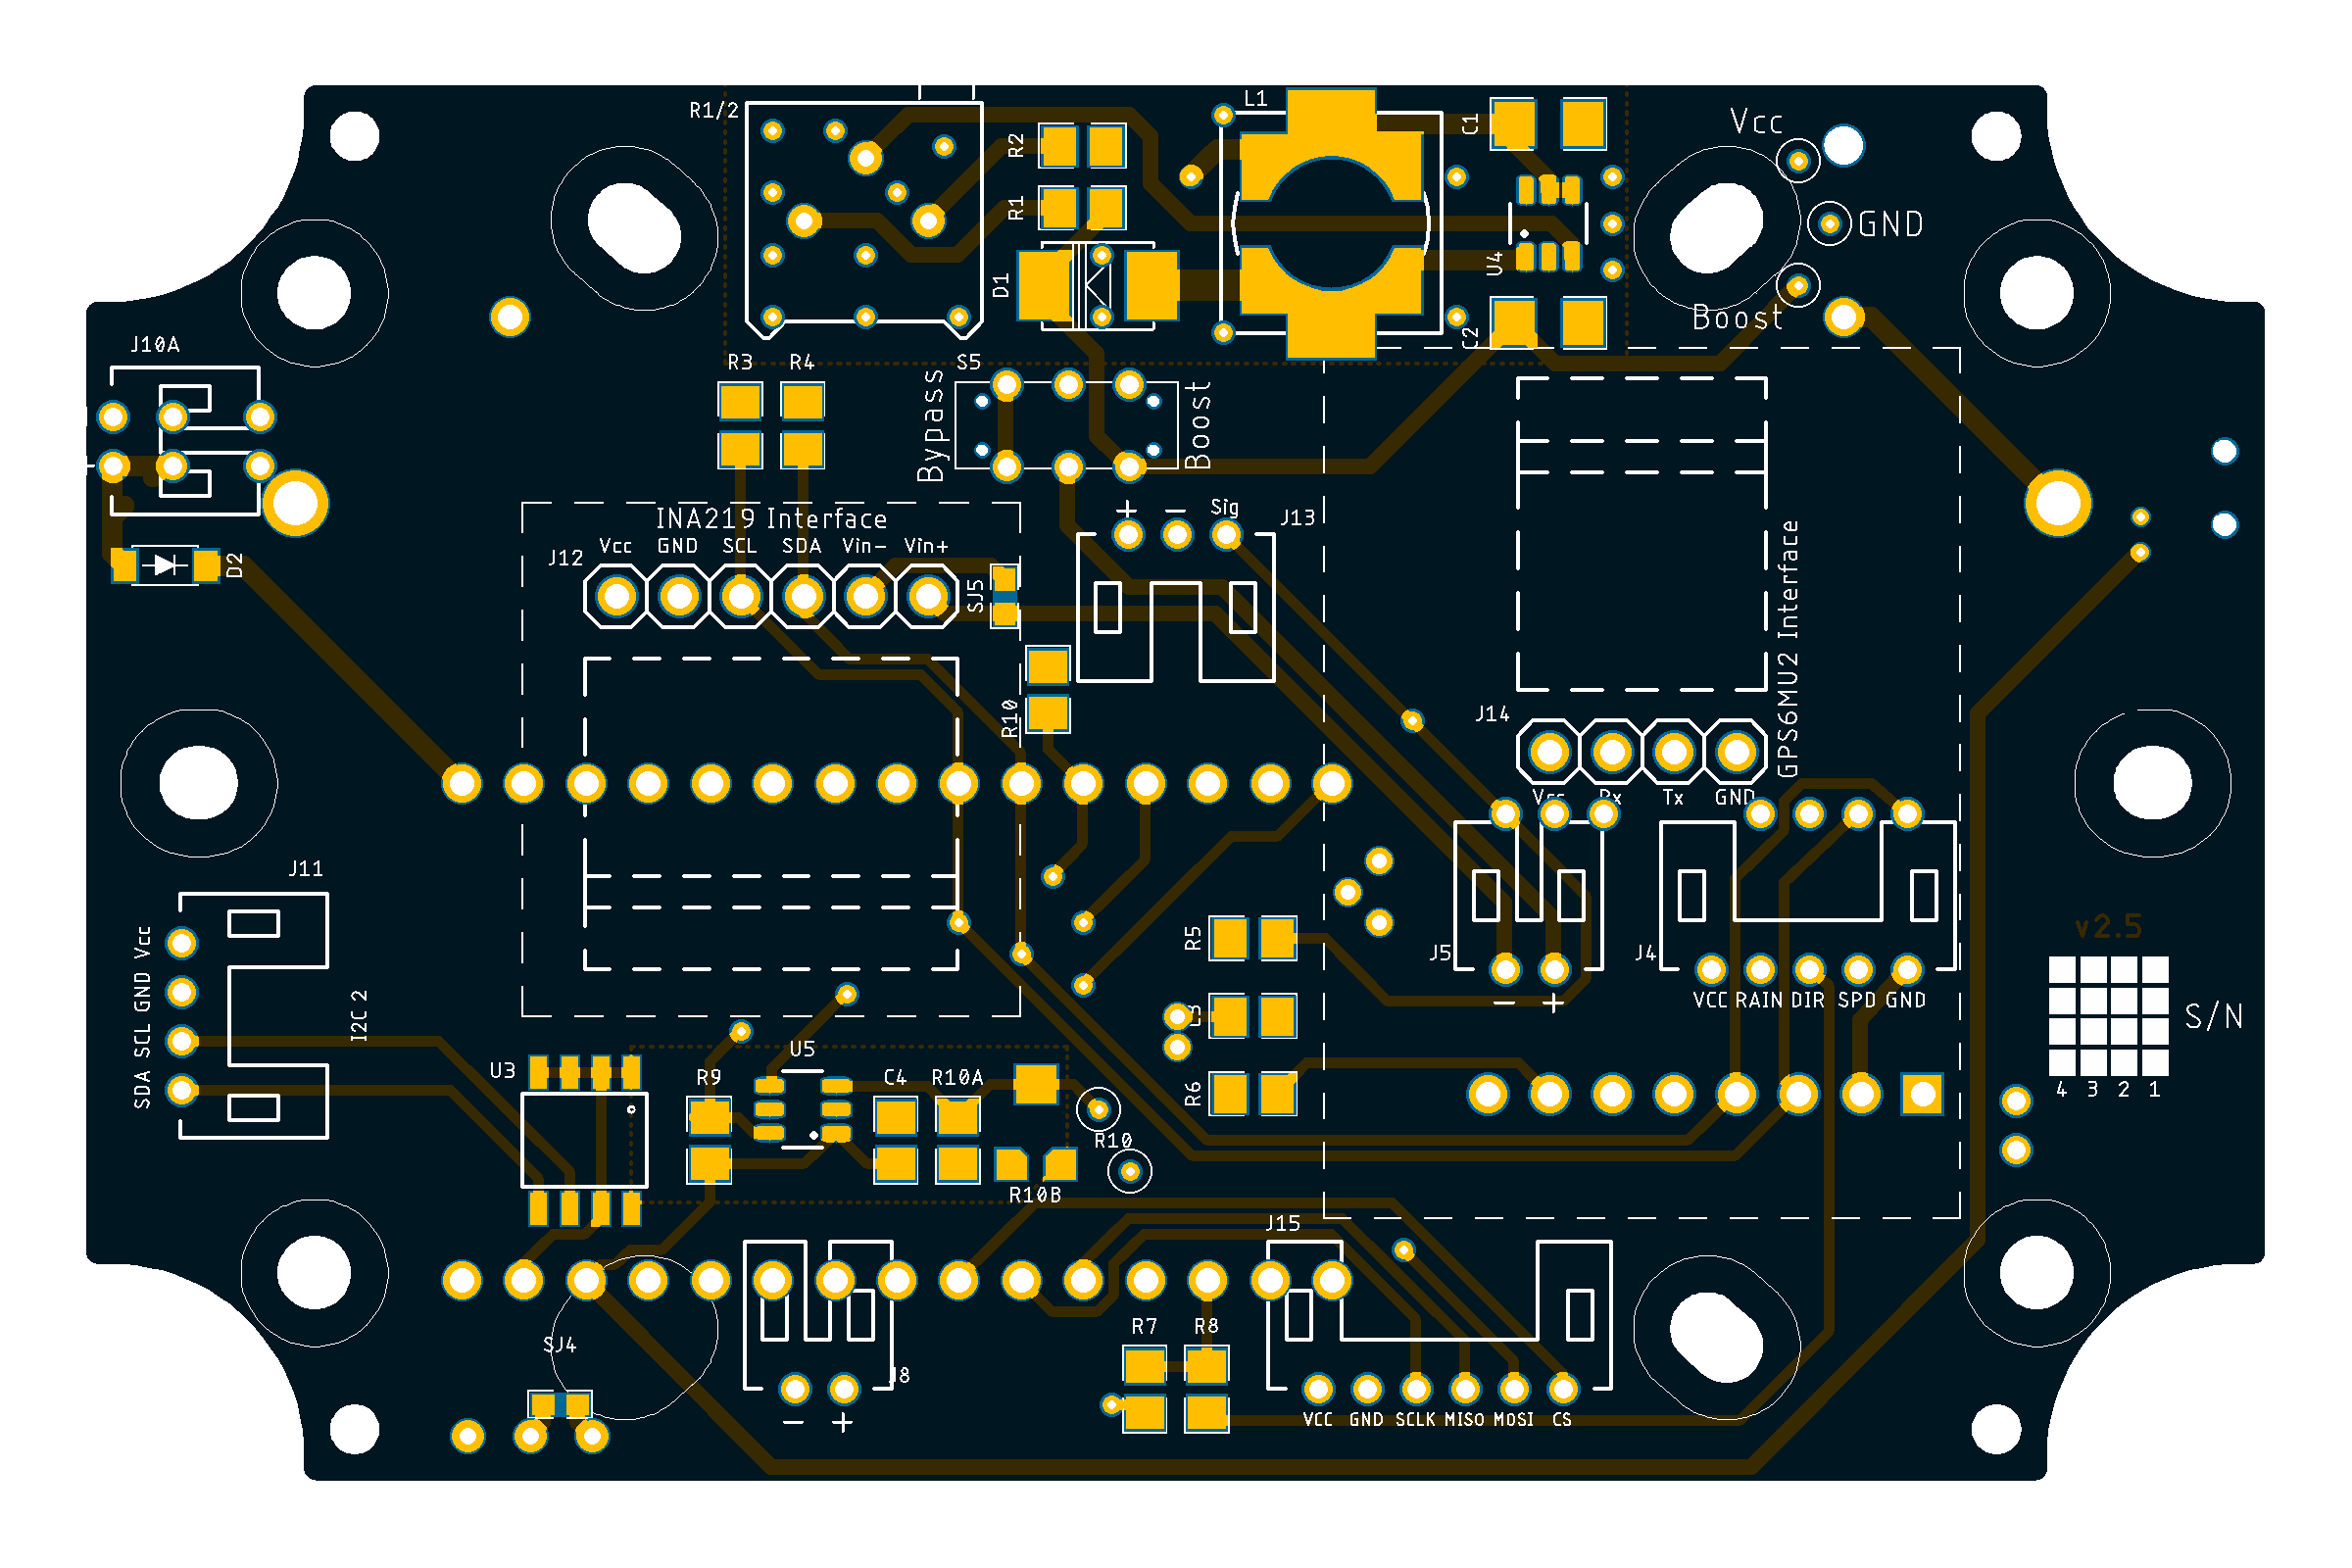 L1
R1/2
Vcc
C1
R2
R1
GND
U4
D1
Boost
C2
J10A
R3
R4
S5
Bypass
Boost
+ − Sig
J13
INA219 Interface
J12
Vcc GND SCL SDA Vin- Vin+
D2
SJ5
GPS6MU2 Interface
R10
J14
Vcc Rx Tx GND
J11
SDA SCL GND Vcc
I2C 2
v2.5
R5
J5
J4
− +
VCC RAIN DIR SPD GND
S/N
L3
U5
U3
R9
C4
R10A
R6
4 3 2 1
R10
R10B
J15
SJ4
R7
R8
J8
− +
VCC GND SCLK MISO MOSI CS